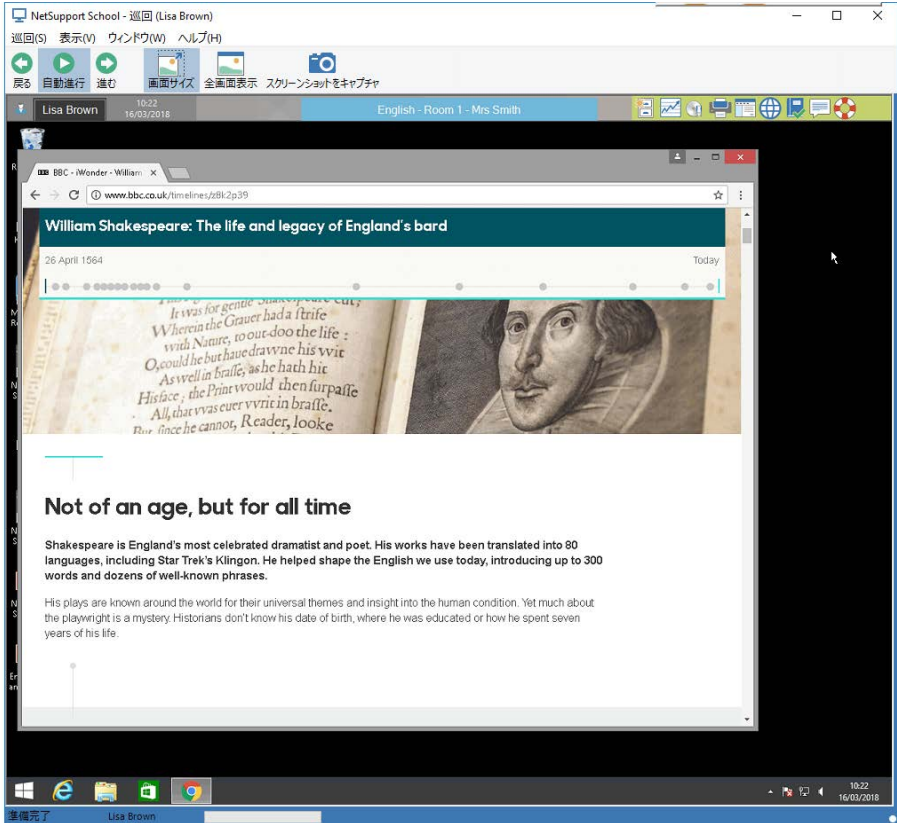 NetSupport School - 巡回 (Lisa Brown)
巡回(S) 表示(V) ウィンドウ(W) ヘルプ(H)
戻る 自動進行 進む 画面サイズ 全画面表示 スクリーンショットをキャプチャ
Lisa Brown 10:22 16/03/2018 English - Room 1 - Mrs Smith
BBC - iWonder - William
www.bbc.co.uk/timelines/z8k2p39
William Shakespeare: The life and legacy of England's bard
26 April 1564 Today
It was for gentle Shakespeare cut;
Wherein the Grauer had a ſtrife
with Nature, to out-doo the life :
O, could he but haue drawne his vvit
As well in braſſe, as he hath hit
His face ; the Print vvould then ſurpaſſe
All, that vvas euer vvrit in braſſe.
But, ſince he cannot, Reader, looke
Not of an age, but for all time
Shakespeare is England's most celebrated dramatist and poet. His works have been translated into 80
languages, including Star Trek's Klingon. He helped shape the English we use today, introducing up to 300
words and dozens of well-known phrases.
His plays are known around the world for their universal themes and insight into the human condition. Yet much about
the playwright is a mystery. Historians don't know his date of birth, where he was educated or how he spent seven
years of his life.
10:22
16/03/2018
準備完了 Lisa Brown